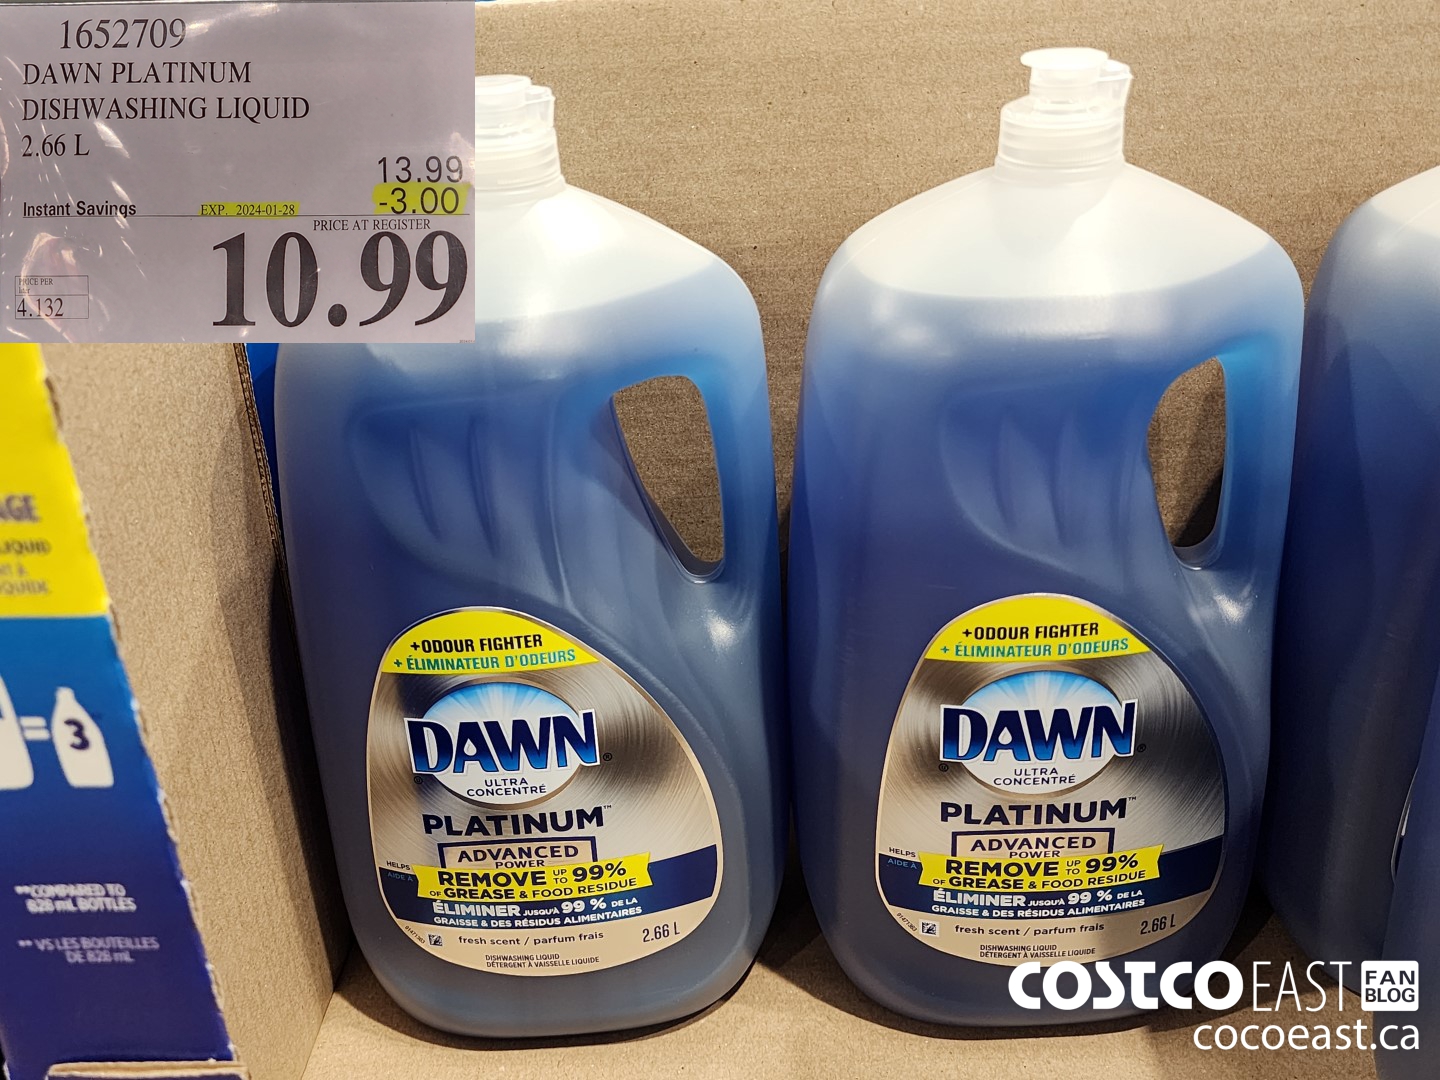 1652709
DAWN PLATINUM
DISHWASHING LIQUID
2.66 L
13.99
-3.00
Instant Savings EXP. 2024-01-28
PRICE AT REGISTER
10.99
PRICE PER
4.132
LIQUID
= 3
**COMPARED TO
828 mL BOTTLES
** VS LES BOUTEILLES
DE 828 mL
+ODOUR FIGHTER
+ ÉLIMINATEUR D'ODEURS
DAWN
ULTRA
CONCENTRÉ
PLATINUM™
ADVANCED
POWER
HELPS
AIDE À
REMOVE UP TO 99%
OF GREASE & FOOD RESIDUE
ÉLIMINER JUSQU'À 99 % DE LA
GRAISSE & DES RÉSIDUS ALIMENTAIRES
fresh scent / parfum frais
2.66 L
DISHWASHING LIQUID
DÉTERGENT À VAISSELLE LIQUIDE
+ODOUR FIGHTER
+ ÉLIMINATEUR D'ODEURS
DAWN
ULTRA
CONCENTRÉ
PLATINUM™
ADVANCED
POWER
HELPS
AIDE À
REMOVE UP TO 99%
OF GREASE & FOOD RESIDUE
ÉLIMINER JUSQU'À 99 % DE LA
GRAISSE & DES RÉSIDUS ALIMENTAIRES
fresh scent / parfum frais
2.66 L
DISHWASHING LIQUID
DÉTERGENT À VAISSELLE LIQUIDE
COSTCO EAST FAN BLOG
cocoeast.ca